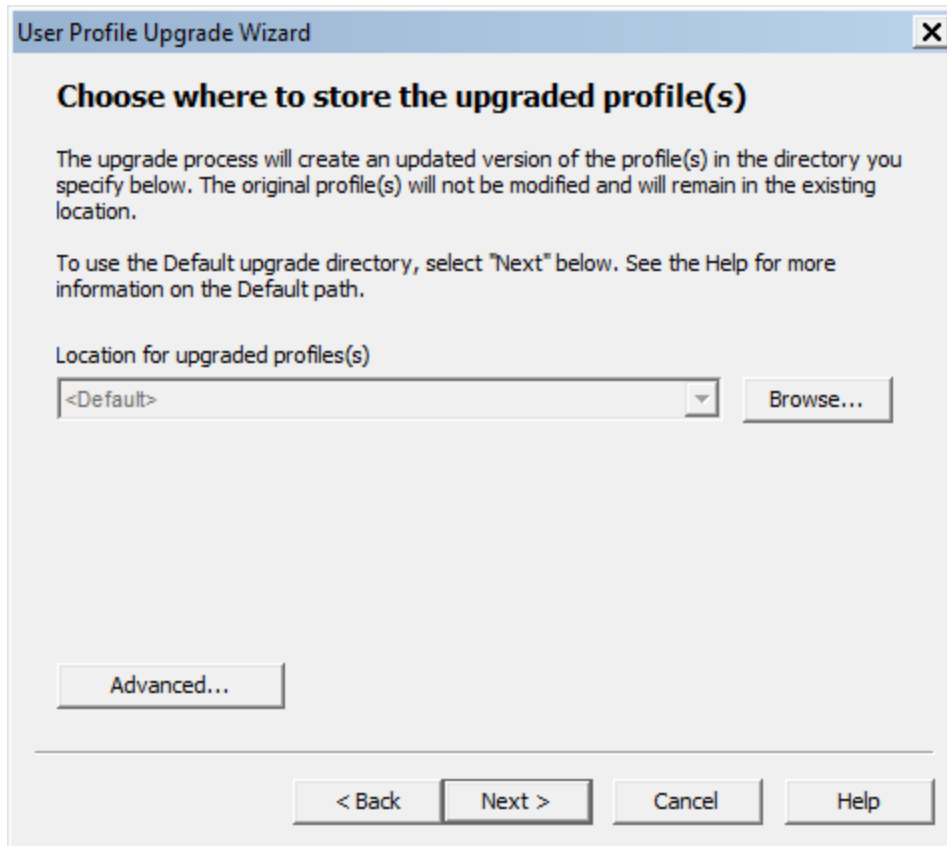 User Profile Upgrade Wizard
Choose where to store the upgraded profile(s)
The upgrade process will create an updated version of the profile(s) in the directory you
specify below. The original profile(s) will not be modified and will remain in the existing
location.
To use the Default upgrade directory, select "Next" below. See the Help for more
information on the Default path.
Location for upgraded profiles(s)
<Default>
Browse...
Advanced...
< Back
Next >
Cancel
Help